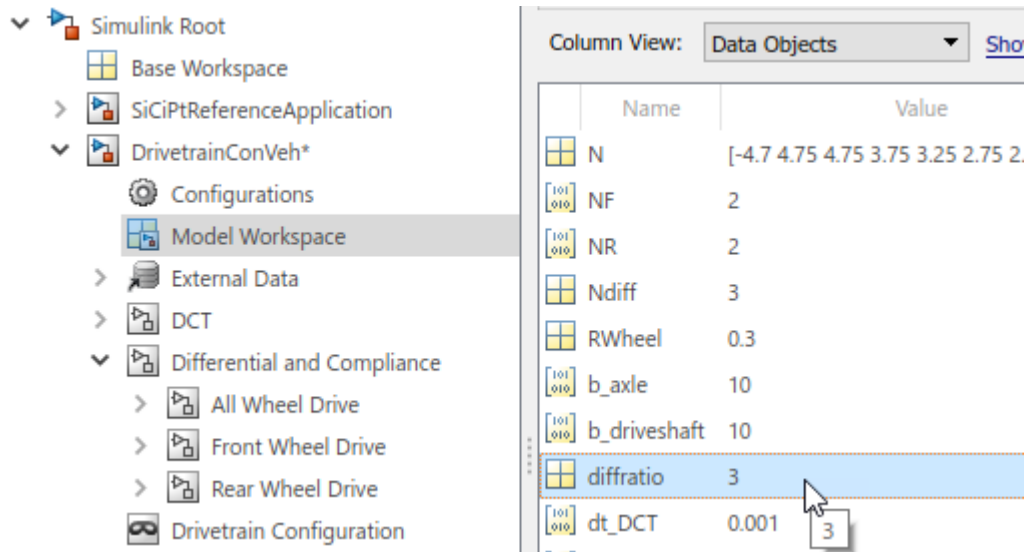 Simulink Root
Base Workspace
SiCiPtReferenceApplication
DrivetrainConVeh*
Configurations
Model Workspace
External Data
DCT
Differential and Compliance
All Wheel Drive
Front Wheel Drive
Rear Wheel Drive
Drivetrain Configuration
Column View: Data Objects Show
Name Value
N [-4.7 4.75 4.75 3.75 3.25 2.75 2.
NF 2
NR 2
Ndiff 3
RWheel 0.3
b_axle 10
b_driveshaft 10
diffratio 3
dt_DCT 0.001
3